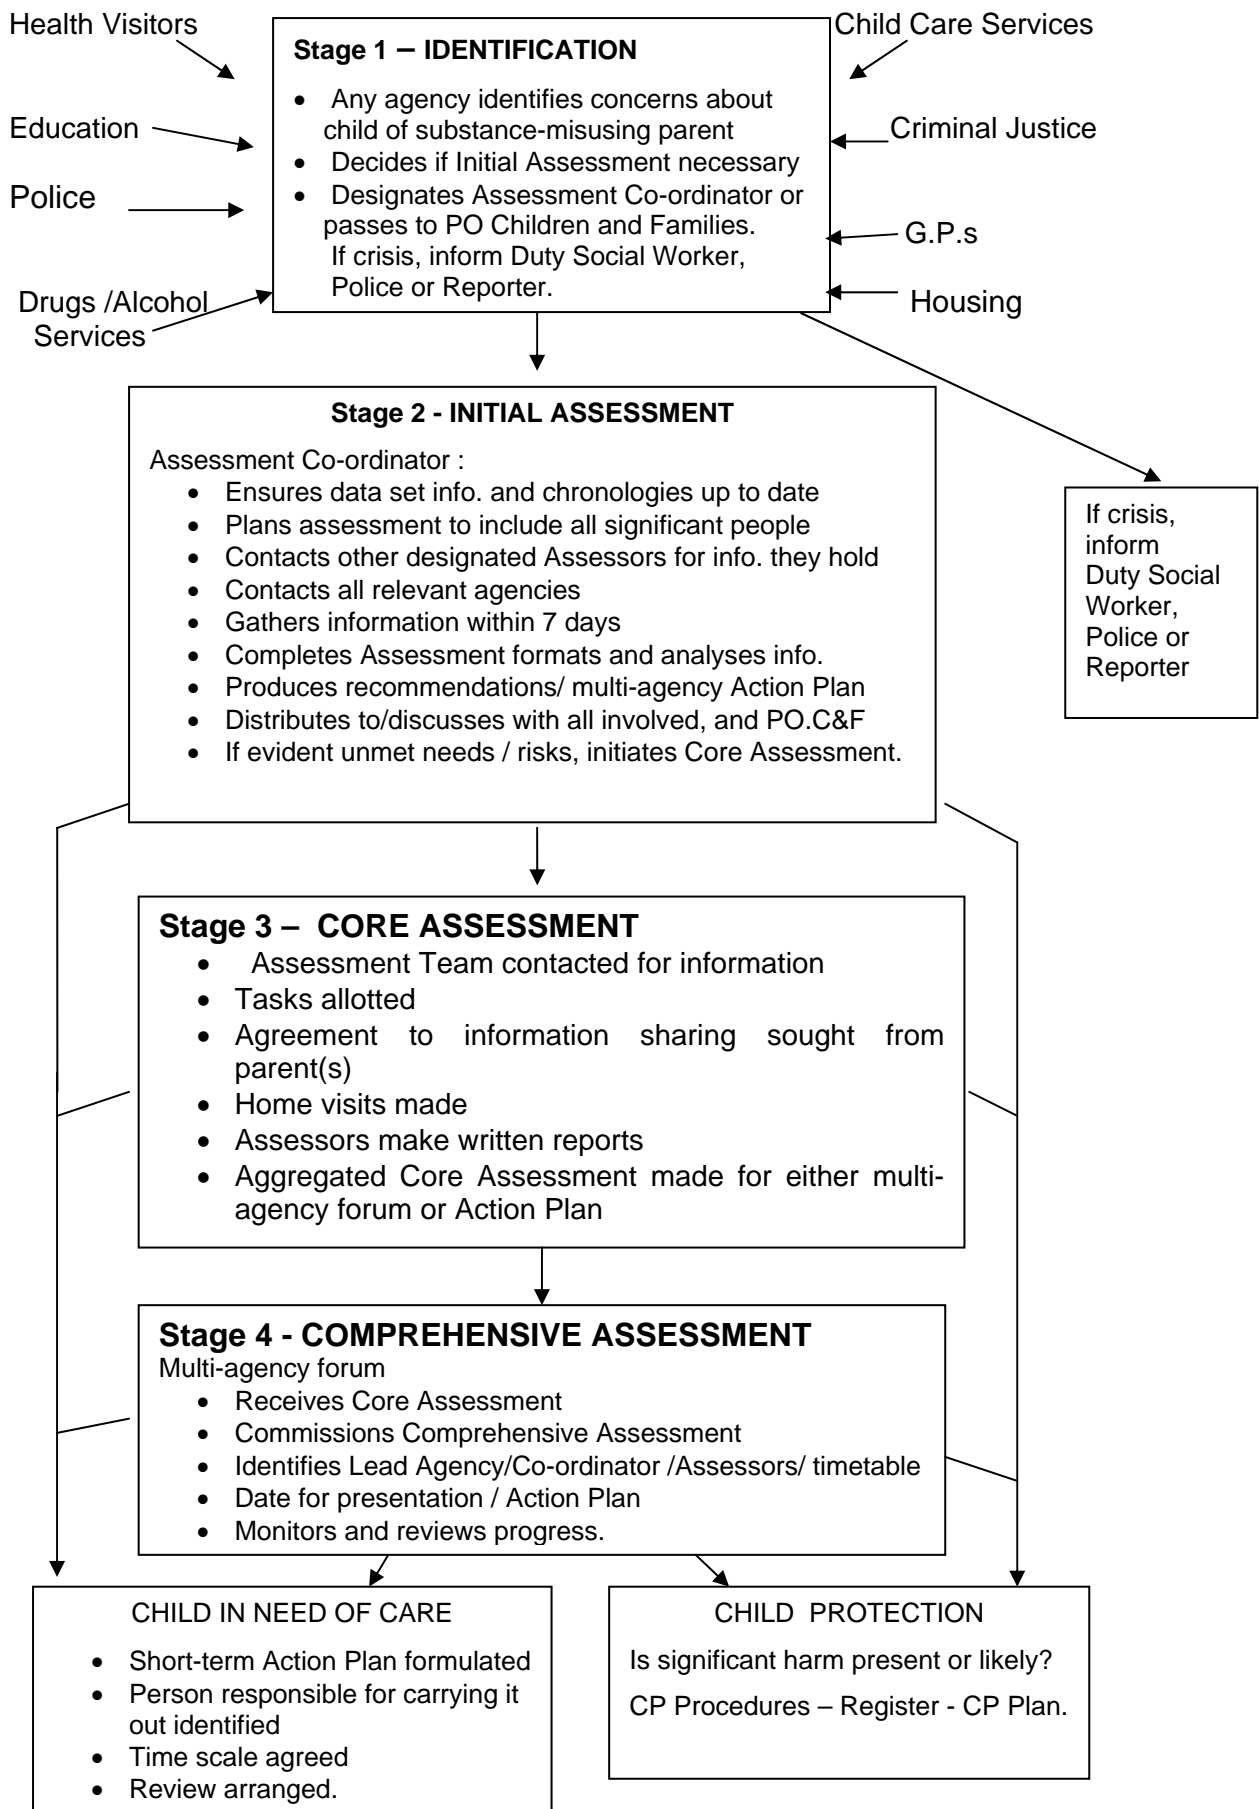 Health Visitors
Education
Police
Drugs /Alcohol
Services
Stage 1 – IDENTIFICATION
• Any agency identifies concerns about
child of substance-misusing parent
• Decides if Initial Assessment necessary
• Designates Assessment Co-ordinator or
passes to PO Children and Families.
If crisis, inform Duty Social Worker,
Police or Reporter.
Child Care Services
Criminal Justice
G.P.s
Housing
Stage 2 - INITIAL ASSESSMENT
Assessment Co-ordinator :
• Ensures data set info. and chronologies up to date
• Plans assessment to include all significant people
• Contacts other designated Assessors for info. they hold
• Contacts all relevant agencies
• Gathers information within 7 days
• Completes Assessment formats and analyses info.
• Produces recommendations/ multi-agency Action Plan
• Distributes to/discusses with all involved, and PO.C&F
• If evident unmet needs / risks, initiates Core Assessment.
If crisis,
inform
Duty Social
Worker,
Police or
Reporter
Stage 3 – CORE ASSESSMENT
• Assessment Team contacted for information
• Tasks allotted
• Agreement to information sharing sought from
parent(s)
• Home visits made
• Assessors make written reports
• Aggregated Core Assessment made for either multi-
agency forum or Action Plan
Stage 4 - COMPREHENSIVE ASSESSMENT
Multi-agency forum
• Receives Core Assessment
• Commissions Comprehensive Assessment
• Identifies Lead Agency/Co-ordinator /Assessors/ timetable
• Date for presentation / Action Plan
• Monitors and reviews progress.
CHILD IN NEED OF CARE
• Short-term Action Plan formulated
• Person responsible for carrying it
out identified
• Time scale agreed
• Review arranged.
CHILD PROTECTION
Is significant harm present or likely?
CP Procedures – Register - CP Plan.